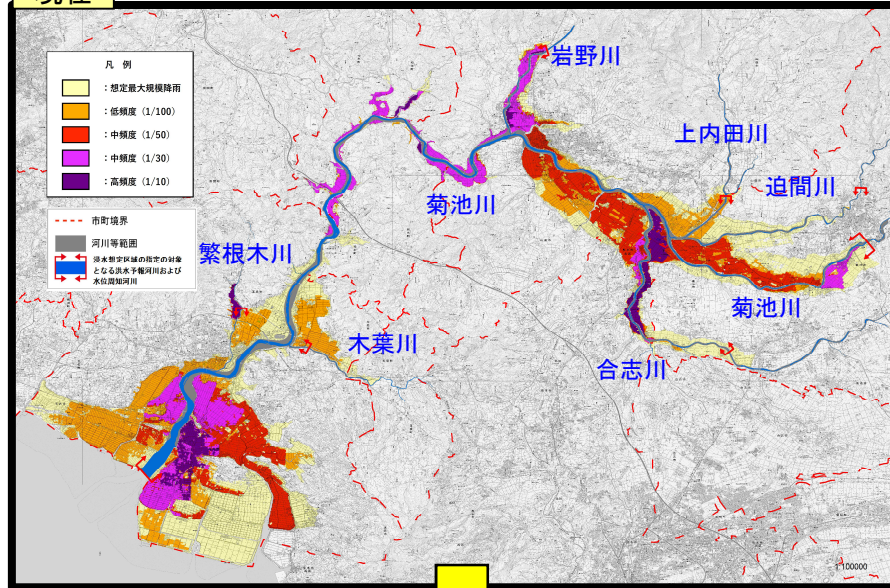 現在
凡 例
：想定最大規模降雨
：低頻度（1/100）
：中頻度（1/50）
：中頻度（1/30）
：高頻度（1/10）
市町境界
河川等範囲
浸水想定区域の指定の対象
となる洪水予報河川および
水位周知河川
岩野川
上内田川
迫間川
菊池川
繁根木川
菊池川
木葉川
合志川
1:100000